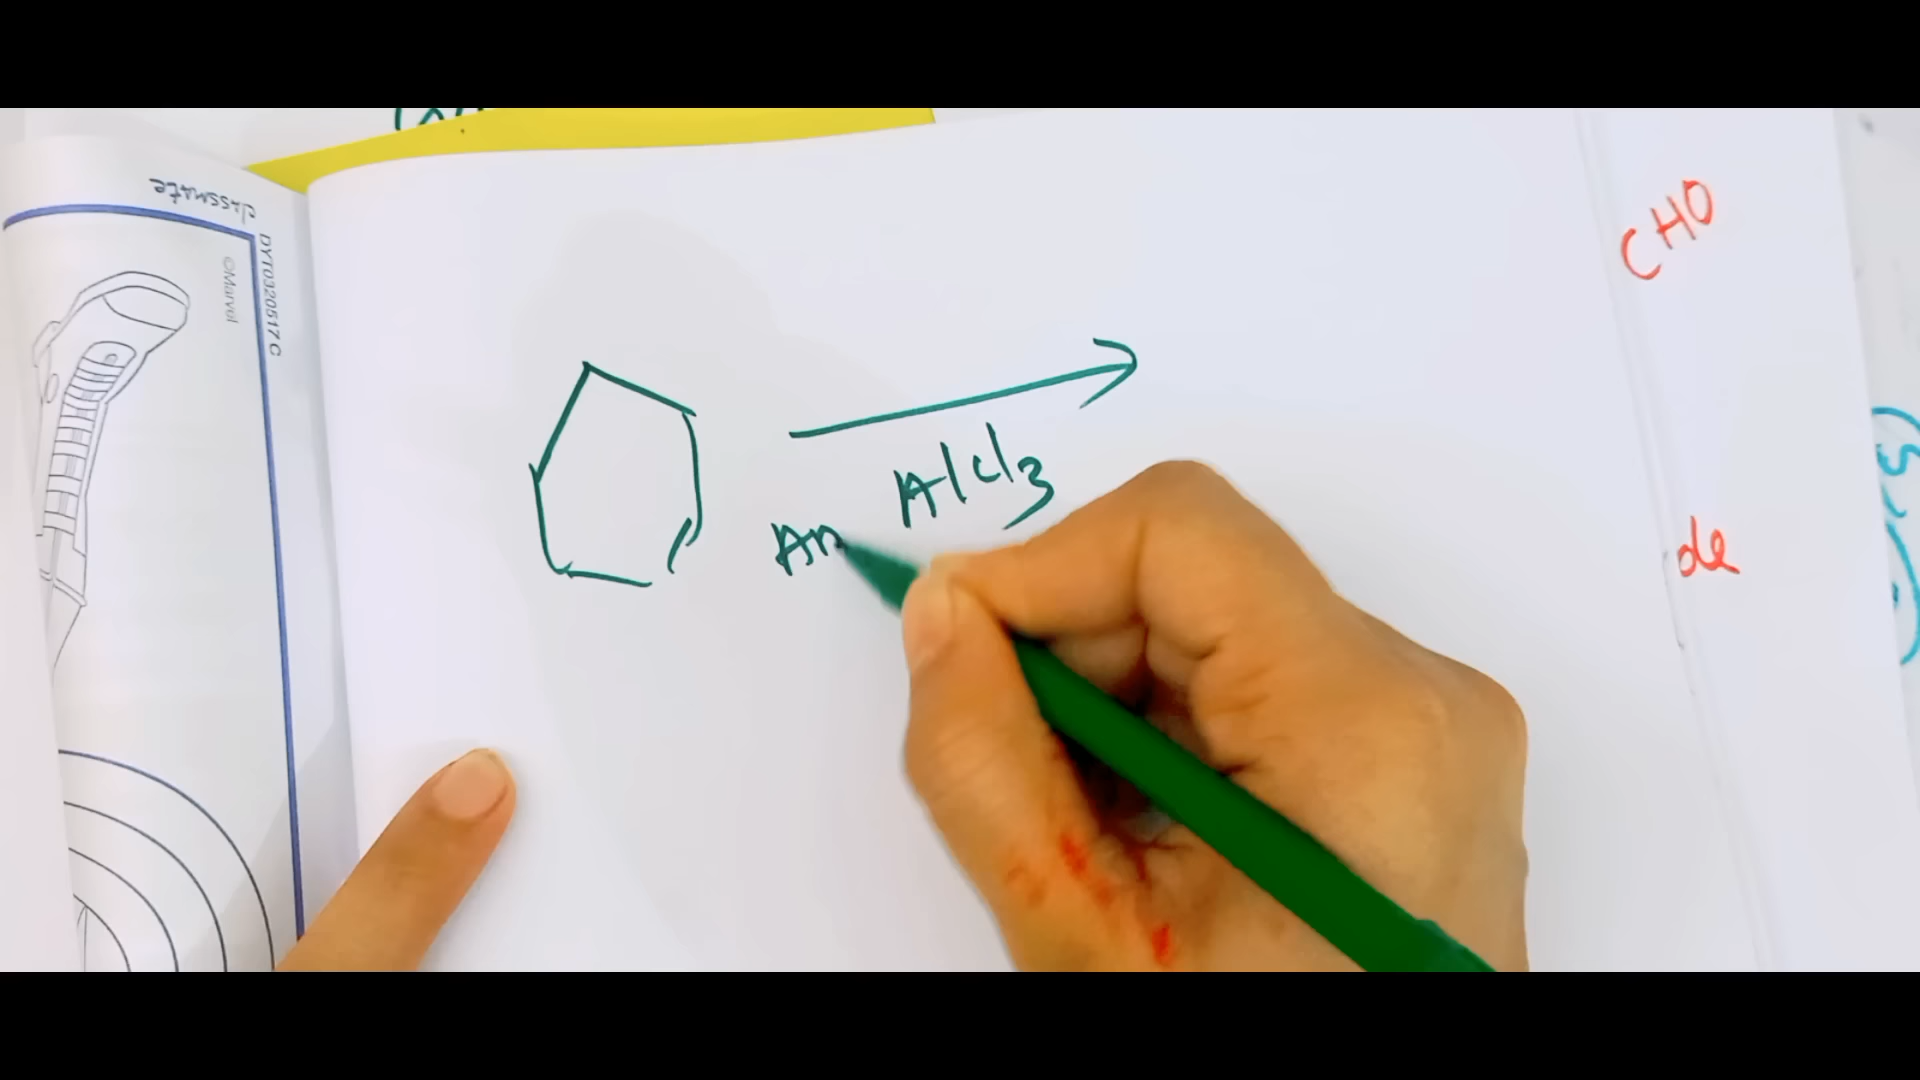 classmate
DYT0320517C
©Marvel
CHO
AlCl3
An
de